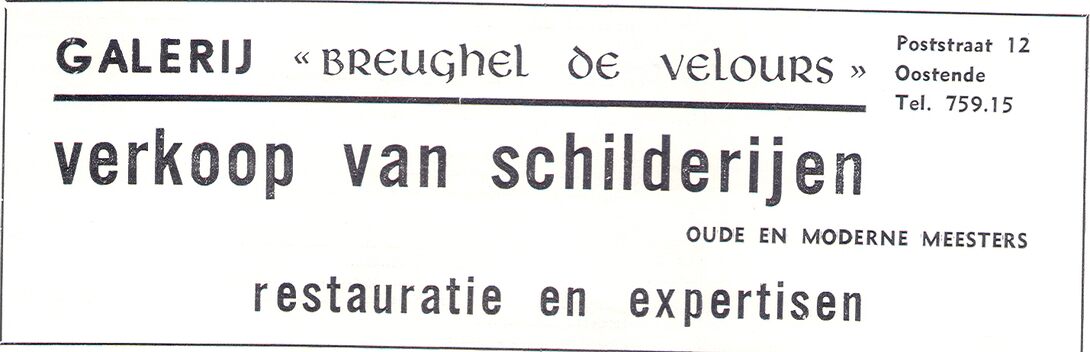 GALERIJ « BREUGHEL DE VELOURS »
Poststraat 12
Oostende
Tel. 759.15
verkoop van schilderijen
OUDE EN MODERNE MEESTERS
restauratie en expertisen